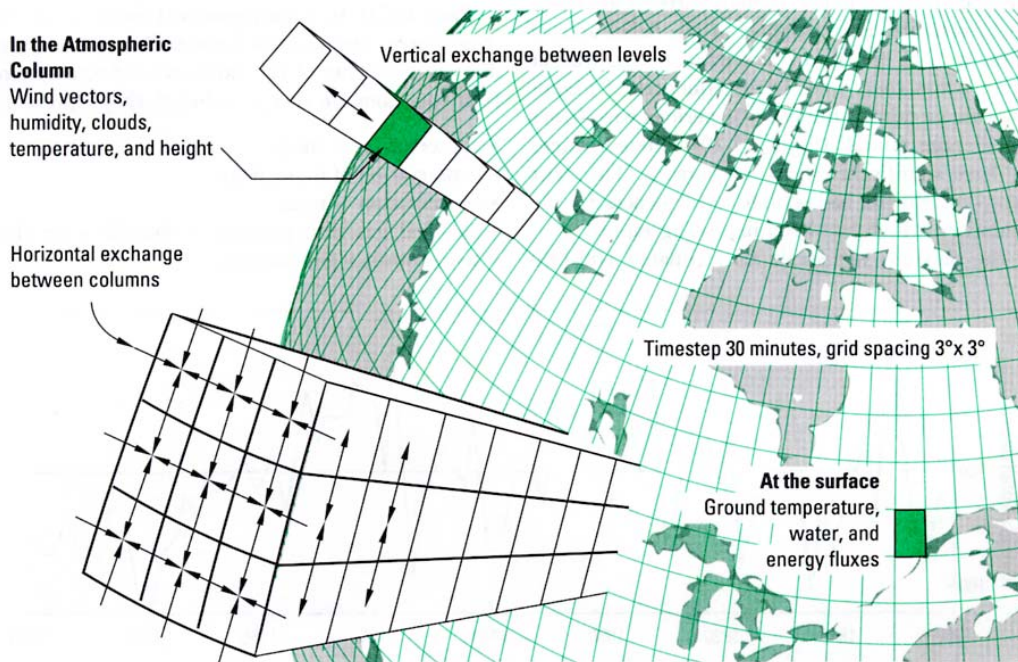 In the Atmospheric
Column
Wind vectors,
humidity, clouds,
temperature, and height
Vertical exchange between levels
Horizontal exchange
between columns
Timestep 30 minutes, grid spacing 3°x 3°
At the surface
Ground temperature,
water, and
energy fluxes